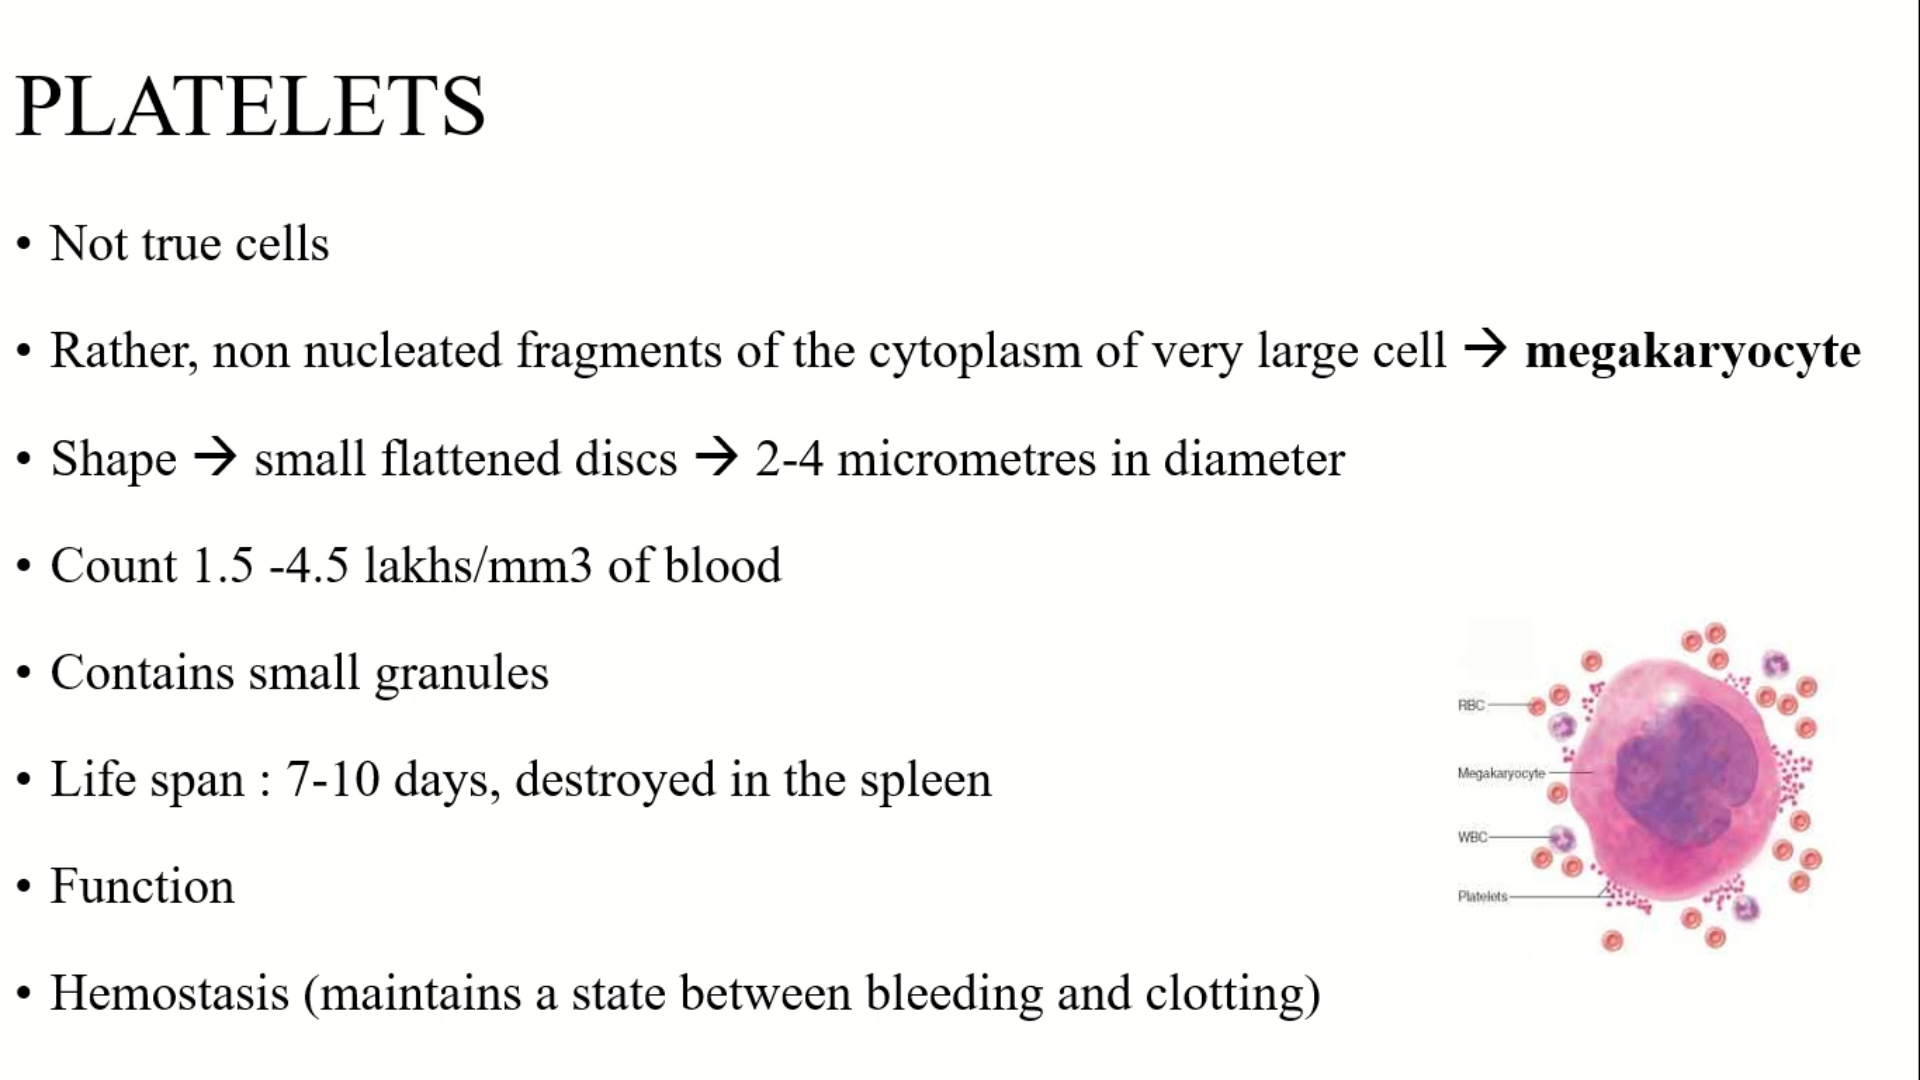 PLATELETS
• Not true cells
• Rather, non nucleated fragments of the cytoplasm of very large cell → megakaryocyte
• Shape → small flattened discs → 2-4 micrometres in diameter
• Count 1.5 -4.5 lakhs/mm3 of blood
• Contains small granules
• Life span : 7-10 days, destroyed in the spleen
• Function
• Hemostasis (maintains a state between bleeding and clotting)
RBC
Megakaryocyte
WBC
Platelets